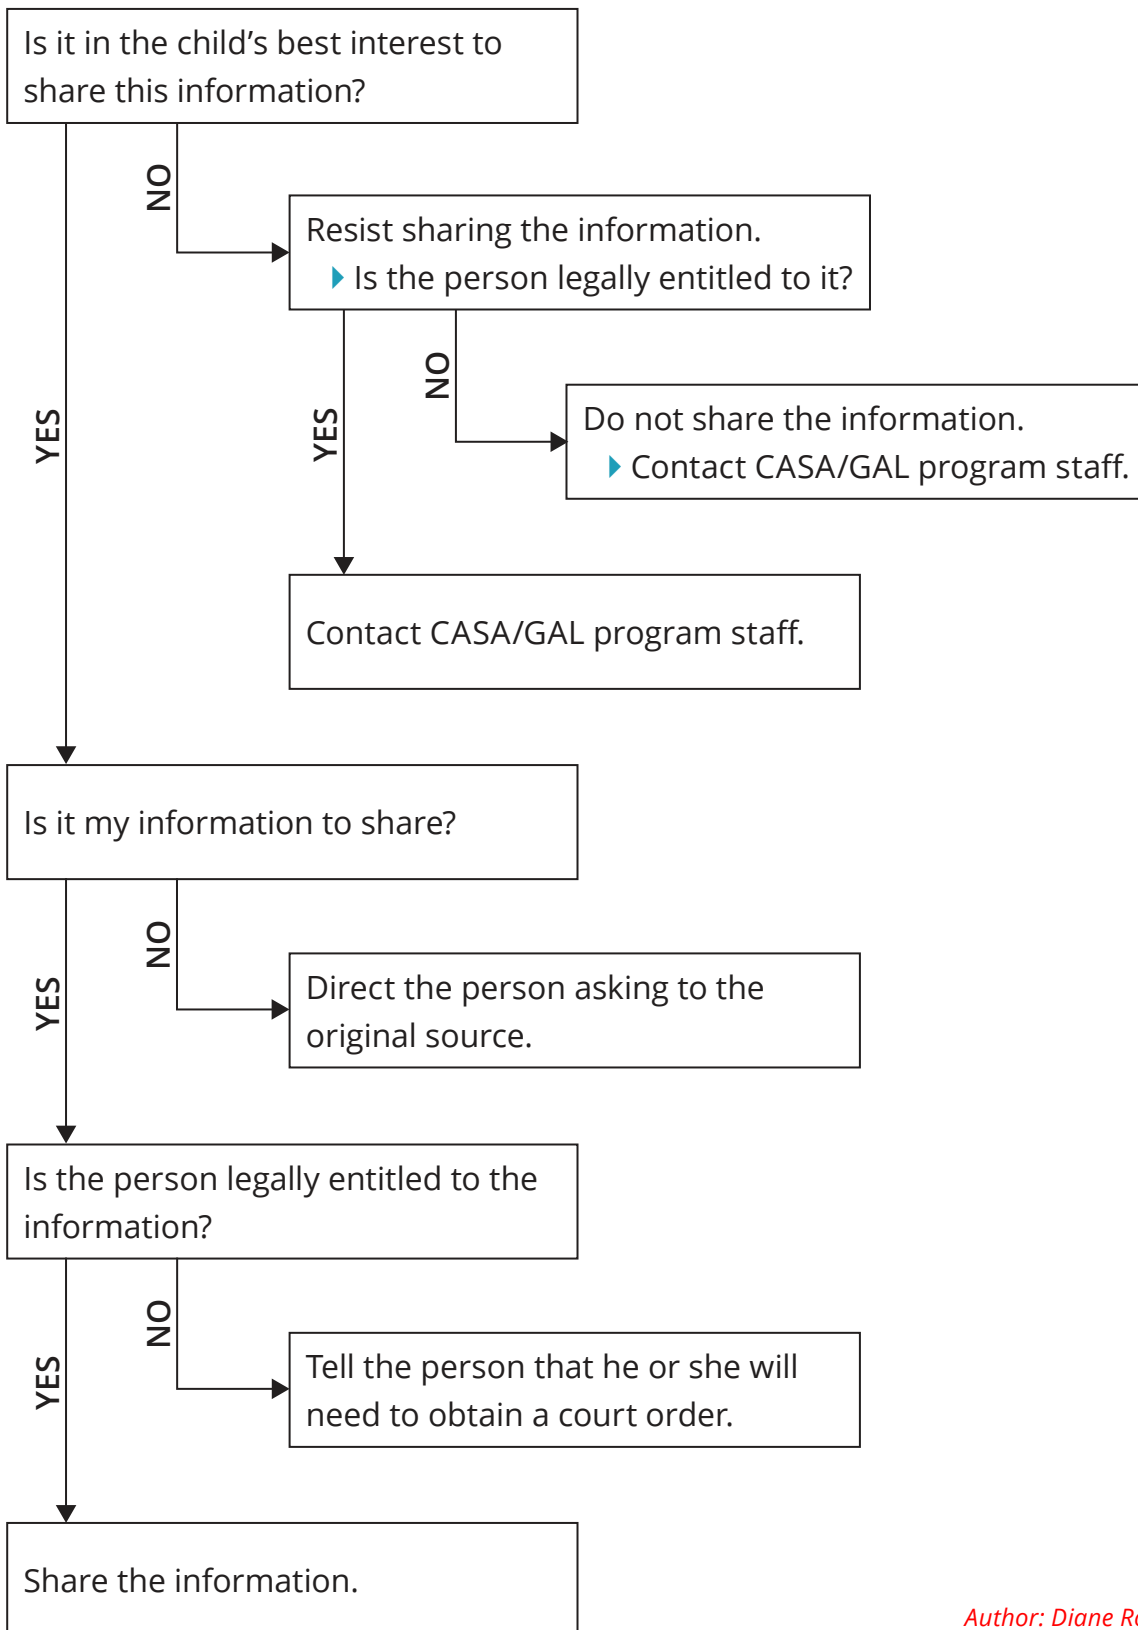 Is it in the child’s best interest to
share this information?
NO
Resist sharing the information.
Is the person legally entitled to it?
YES
NO
YES
Do not share the information.
Contact CASA/GAL program staff.
Contact CASA/GAL program staff.
Is it my information to share?
NO
YES
Direct the person asking to the
original source.
Is the person legally entitled to the
information?
NO
YES
Tell the person that he or she will
need to obtain a court order.
Share the information.
Author: Diane